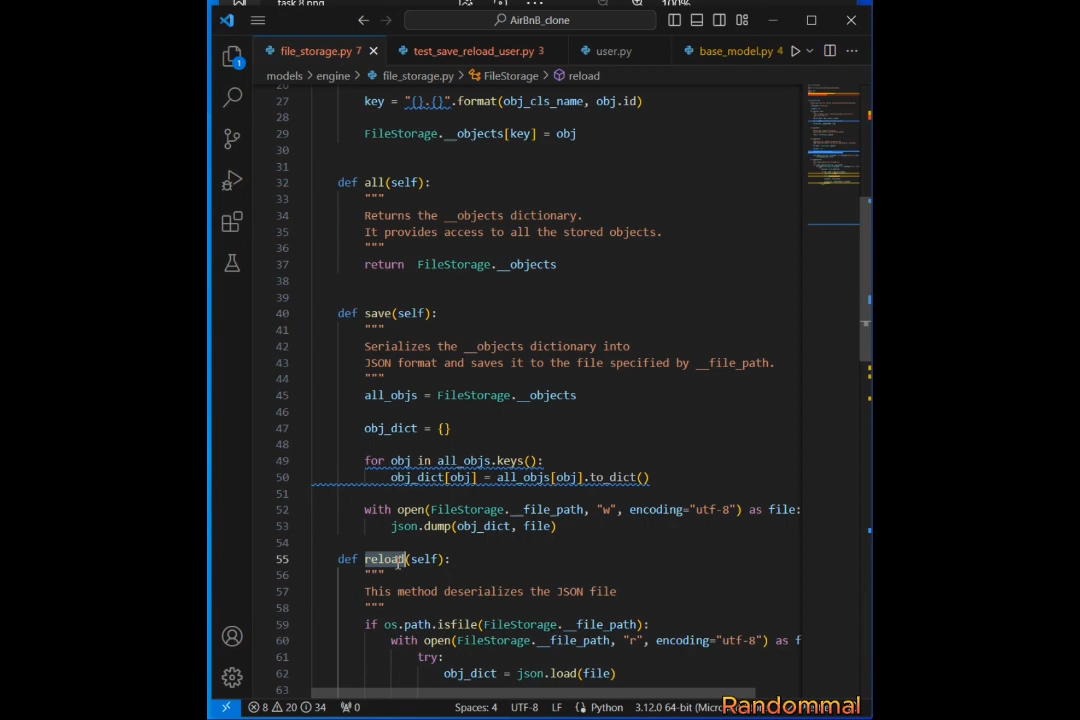 AirBnB_clone
file_storage.py 7
test_save_reload_user.py 3
user.py
base_model.py 4
models > engine > file_storage.py > FileStorage > reload
27 key = "{}.{}".format(obj_cls_name, obj.id)
28
29 FileStorage.__objects[key] = obj
30
31
32 def all(self):
33 """
34 Returns the __objects dictionary.
35 It provides access to all the stored objects.
36 """
37 return  FileStorage.__objects
38
39
40 def save(self):
41 """
42 Serializes the __objects dictionary into
43 JSON format and saves it to the file specified by __file_path.
44 """
45 all_objs = FileStorage.__objects
46
47 obj_dict = {}
48
49 for obj in all_objs.keys():
50 obj_dict[obj] = all_objs[obj].to_dict()
51
52 with open(FileStorage.__file_path, "w", encoding="utf-8") as file:
53 json.dump(obj_dict, file)
54
55 def reload(self):
56 """
57 This method deserializes the JSON file
58 """
59 if os.path.isfile(FileStorage.__file_path):
60 with open(FileStorage.__file_path, "r", encoding="utf-8") as f
61 try:
62 obj_dict = json.load(file)
63
1
8 20 34 0 Spaces: 4 UTF-8 LF Python 3.12.0 64-bit
Randommal